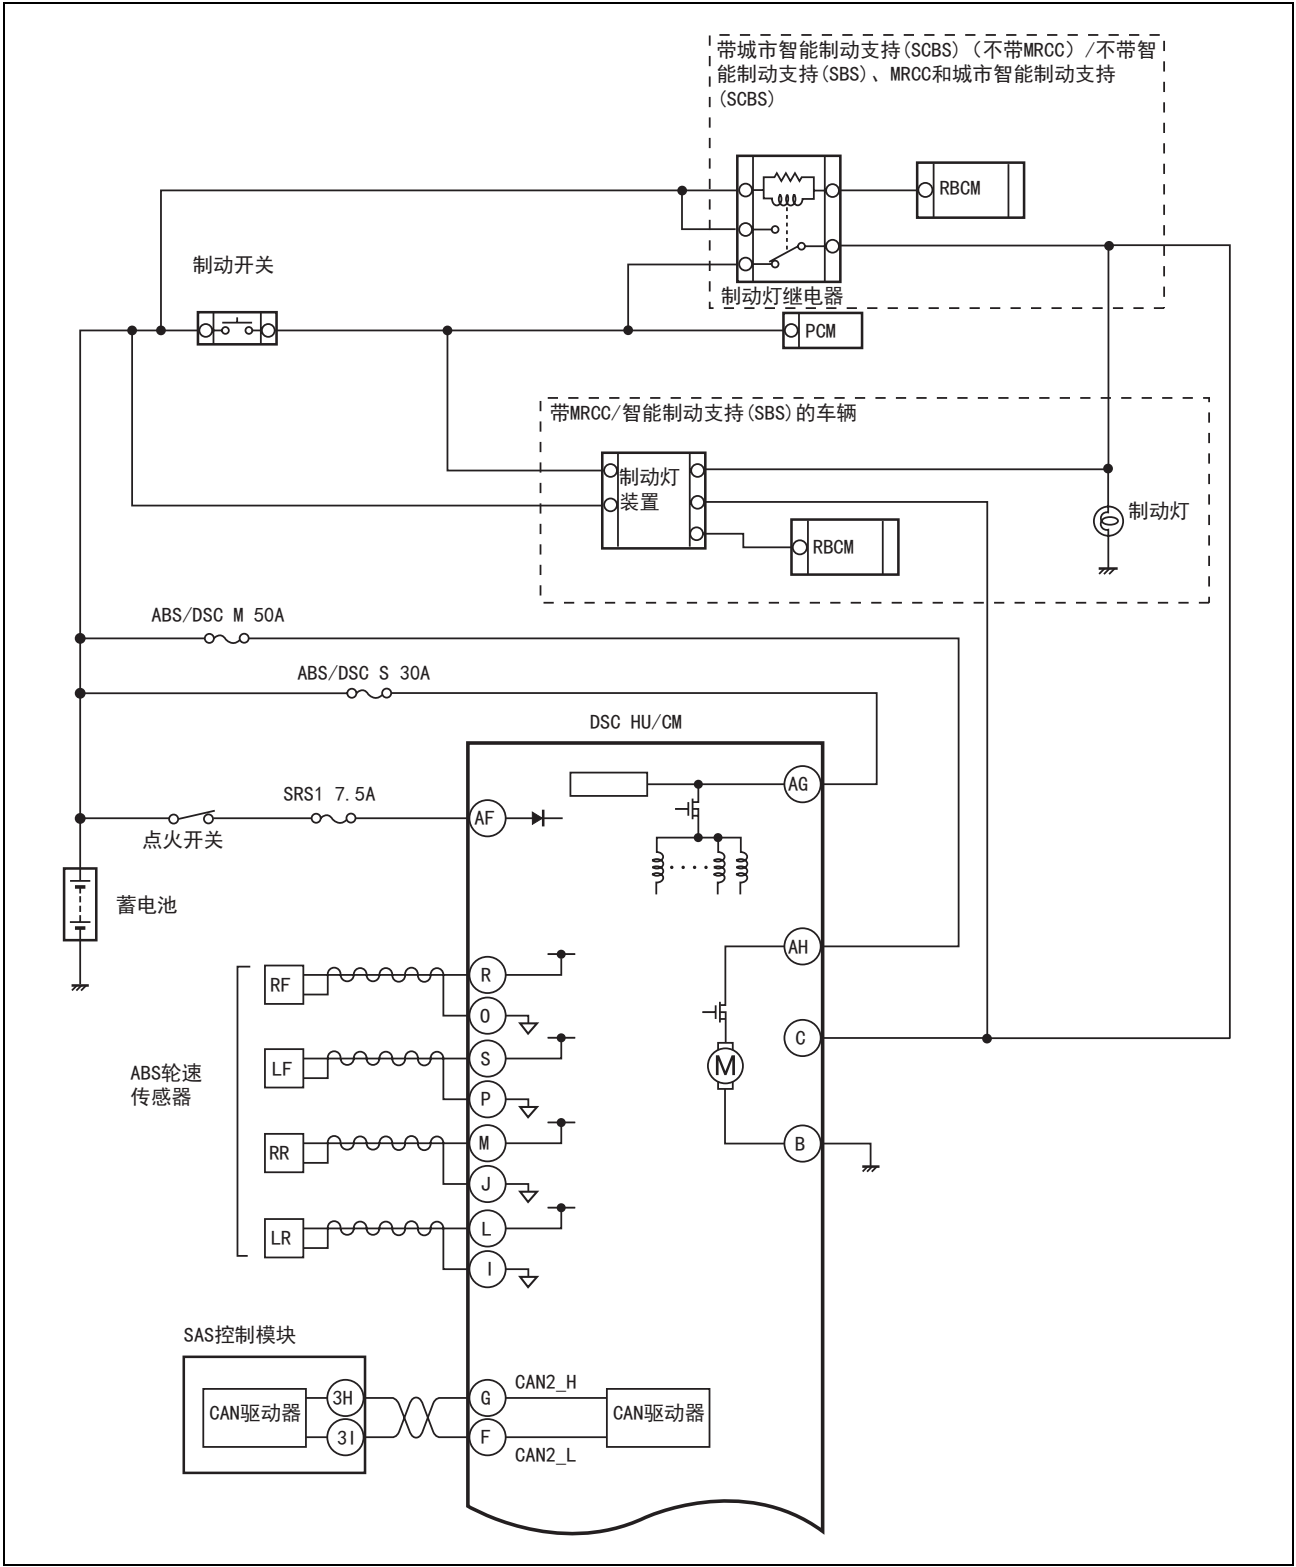 带城市智能制动支持(SCBS)（不带MRCC）/不带智
能制动支持(SBS)、MRCC和城市智能制动支持
(SCBS)
RBCM
制动开关
制动灯继电器
PCM
带MRCC/智能制动支持(SBS)的车辆
制动灯
装置
制动灯
RBCM
ABS/DSC M 50A
ABS/DSC S 30A
DSC HU/CM
SRS1 7.5A
AG
AF
点火开关
蓄电池
AH
R
RF
O
C
S
LF
M
ABS轮速
传感器
P
M
B
RR
J
L
LR
I
SAS控制模块
CAN2_H
3H
G
CAN驱动器
CAN驱动器
3I
F
CAN2_L